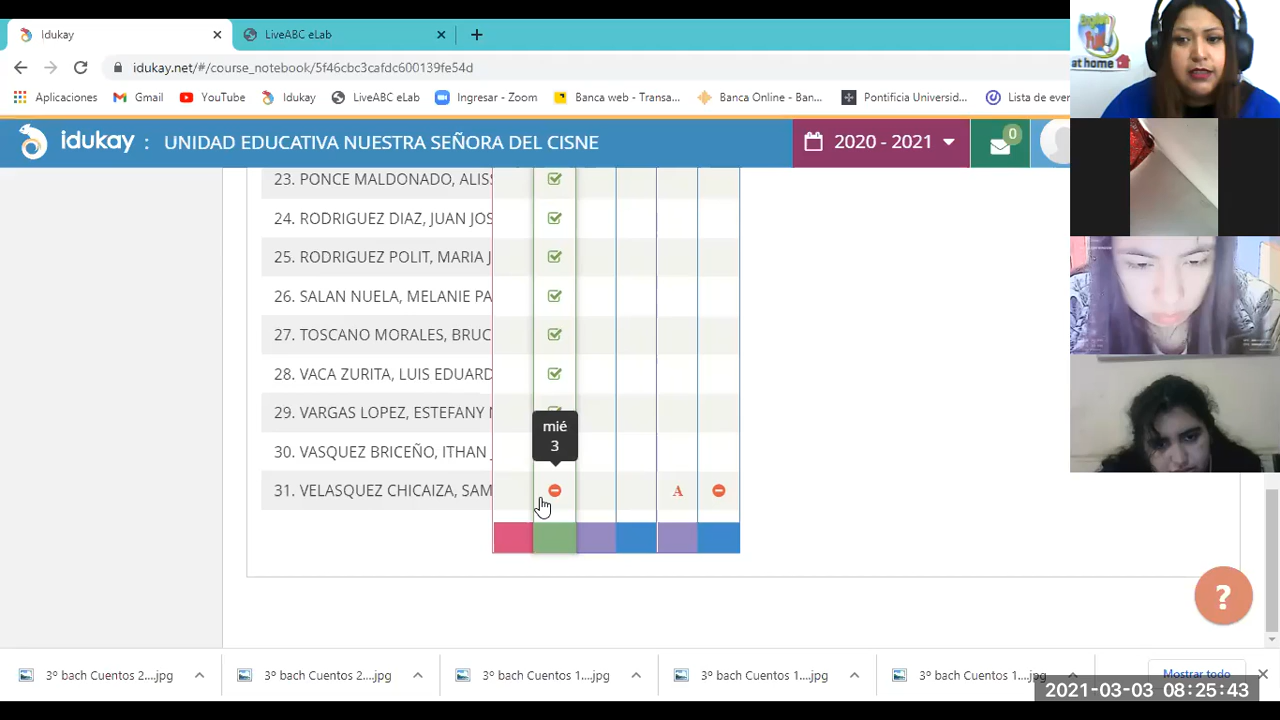 Idukay
LiveABC eLab
idukay.net/#/course_notebook/5f46cbc3cafdc600139fe54d
Aplicaciones
Gmail
YouTube
Idukay
LiveABC eLab
Ingresar - Zoom
Banca web - Transa...
Banca Online - Ban...
Pontificia Universid...
Lista de eve
English
at home
idukay : UNIDAD EDUCATIVA NUESTRA SEÑORA DEL CISNE
2020 - 2021
0
23. PONCE MALDONADO, ALIS
24. RODRIGUEZ DIAZ, JUAN JOS
25. RODRIGUEZ POLIT, MARIA J
26. SALAN NUELA, MELANIE PA
27. TOSCANO MORALES, BRUC
28. VACA ZURITA, LUIS EDUARD
29. VARGAS LOPEZ, ESTEFANY
mié
3
30. VASQUEZ BRICEÑO, ITHAN
31. VELASQUEZ CHICAIZA, SAM
A
?
3º bach Cuentos 2....jpg
3º bach Cuentos 2....jpg
3º bach Cuentos 1....jpg
3º bach Cuentos 1....jpg
3º bach Cuentos 1....jpg
Mostrar todo
2021-03-03 08:25:43